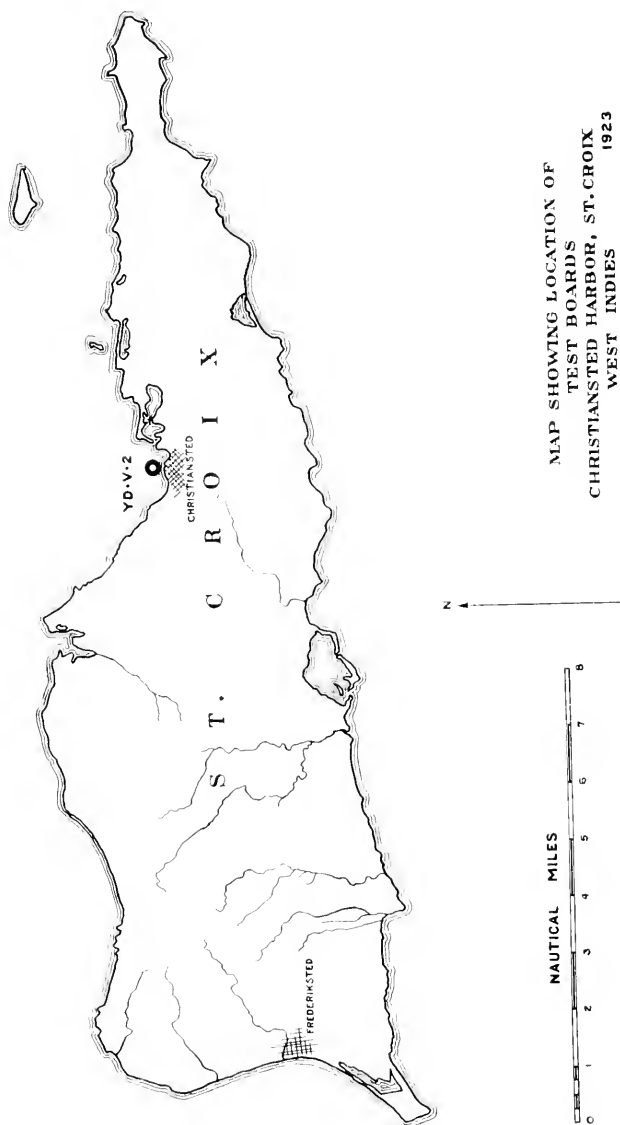 YD-V-2
CHRISTIANSTED
ST. CROIX
FREDERIKSTED
N
NAUTICAL MILES
0 1 2 3 4 5 6 7 8
MAP SHOWING LOCATION OF
TEST BOARDS
CHRISTIANSTED HARBOR, ST. CROIX
WEST INDIES 1923